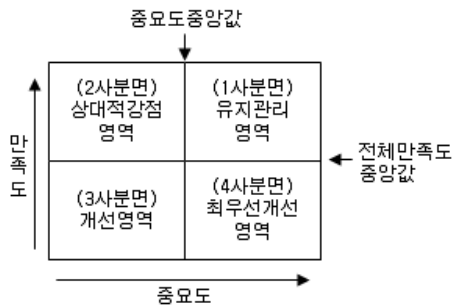 중요도중앙값
(2사분면)
상대적강점
영역
(1사분면)
유지관리
영역
만족도
전체만족도
중앙값
(3사분면)
개선영역
(4사분면)
최우선개선
영역
중요도